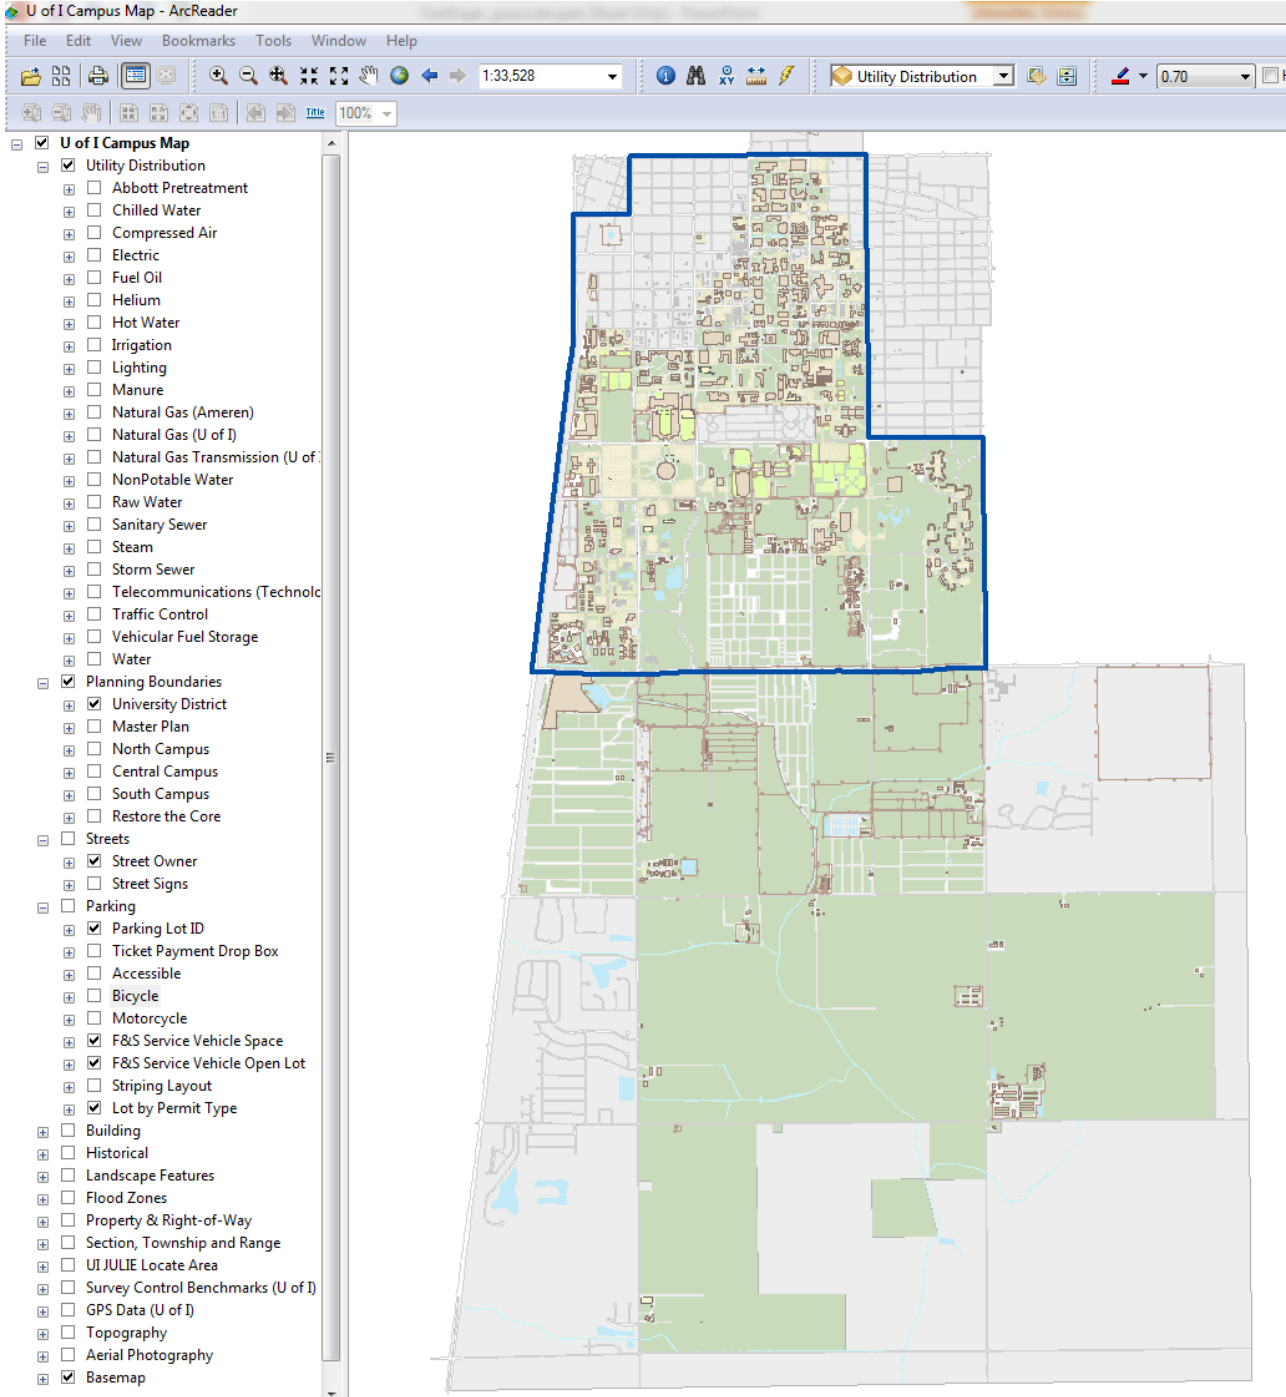 U of I Campus Map - ArcReader
File Edit View Bookmarks Tools Window Help
1:33,528 XY Utility Distribution 0.70 H
Title 100%
U of I Campus Map
Utility Distribution
Abbott Pretreatment
Chilled Water
Compressed Air
Electric
Fuel Oil
Helium
Hot Water
Irrigation
Lighting
Manure
Natural Gas (Ameren)
Natural Gas (U of I)
Natural Gas Transmission (U of I
NonPotable Water
Raw Water
Sanitary Sewer
Steam
Storm Sewer
Telecommunications (Technolc
Traffic Control
Vehicular Fuel Storage
Water
Planning Boundaries
University District
Master Plan
North Campus
Central Campus
South Campus
Restore the Core
Streets
Street Owner
Street Signs
Parking
Parking Lot ID
Ticket Payment Drop Box
Accessible
Bicycle
Motorcycle
F&S Service Vehicle Space
F&S Service Vehicle Open Lot
Striping Layout
Lot by Permit Type
Building
Historical
Landscape Features
Flood Zones
Property & Right-of-Way
Section, Township and Range
UI JULIE Locate Area
Survey Control Benchmarks (U of I)
GPS Data (U of I)
Topography
Aerial Photography
Basemap